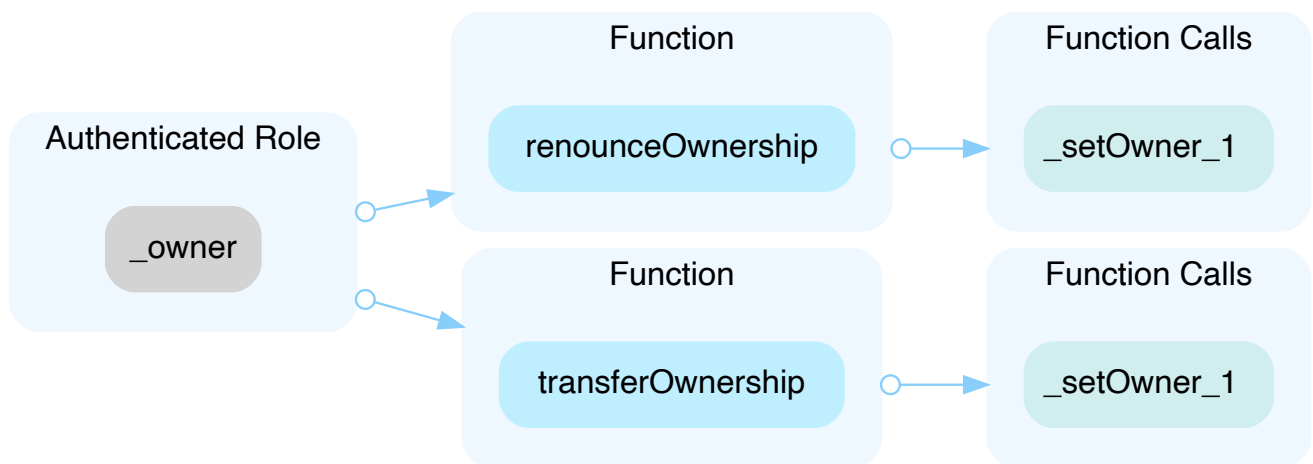 Authenticated Role
_owner
Function
renounceOwnership
Function Calls
_setOwner_1
Function
transferOwnership
Function Calls
_setOwner_1